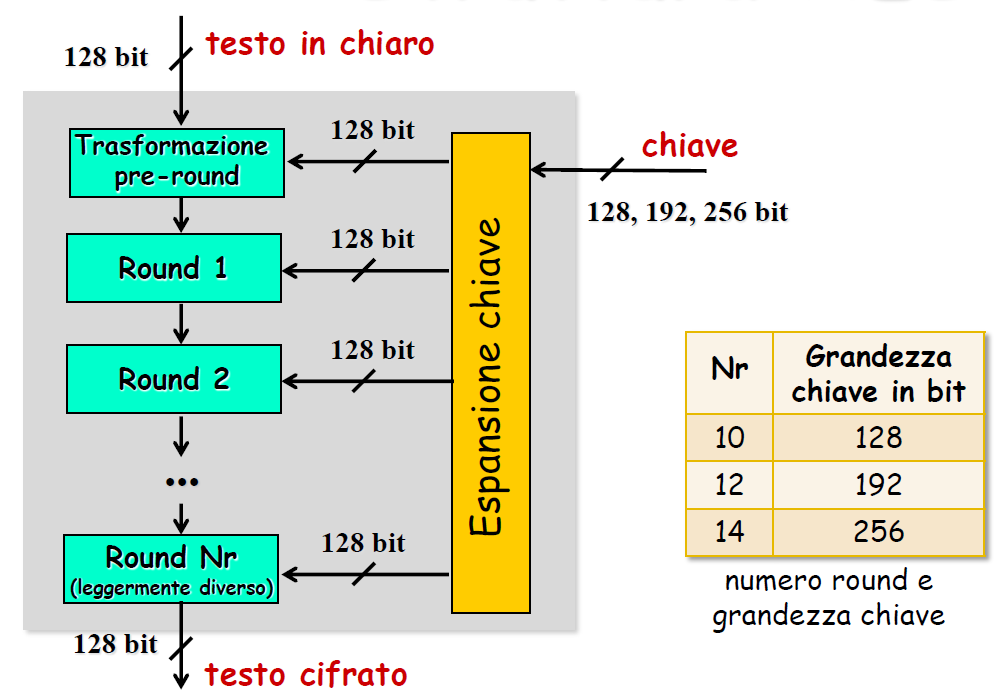 testo in chiaro
128 bit
Trasformazione
pre-round
128 bit
chiave
128, 192, 256 bit
Round 1
128 bit
Round 2
128 bit
...
Round Nr
(leggermente diverso)
128 bit
Espansione chiave
128 bit
testo cifrato
Nr Grandezza
chiave in bit
10 128
12 192
14 256
numero round e
grandezza chiave